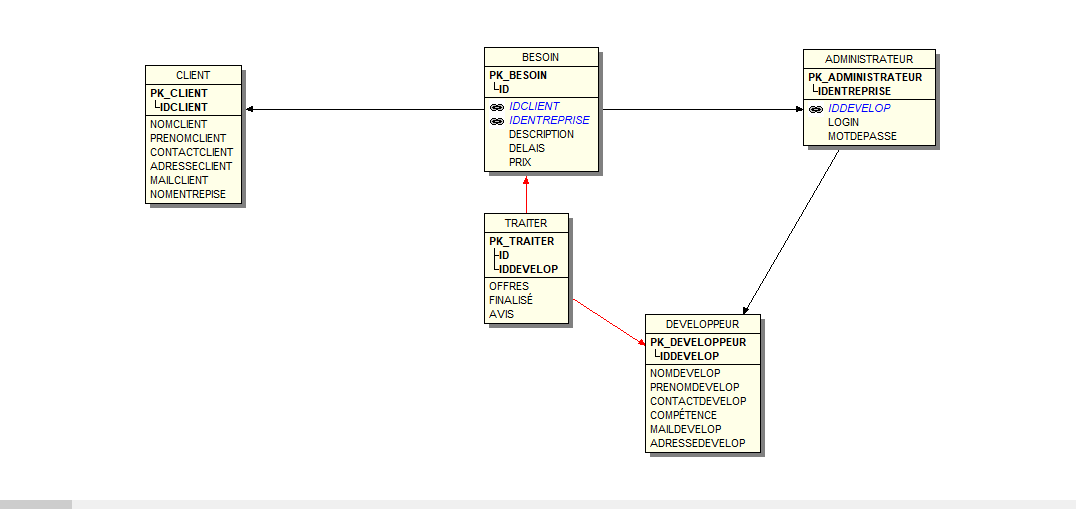 CLIENT
PK_CLIENT
IDCLIENT
NOMCLIENT
PRENOMCLIENT
CONTACTCLIENT
ADRESSECLIENT
MAILCLIENT
NOMENTREPISE
BESOIN
PK_BESOIN
ID
IDCLIENT
IDENTREPRISE
DESCRIPTION
DELAIS
PRIX
ADMINISTRATEUR
PK_ADMINISTRATEUR
IDENTREPRISE
IDDEVELOP
LOGIN
MOTDEPASSE
TRAITER
PK_TRAITER
ID
IDDEVELOP
OFFRES
FINALISÉ
AVIS
DEVELOPPEUR
PK_DEVELOPPEUR
IDDEVELOP
NOMDEVELOP
PRENOMDEVELOP
CONTACTDEVELOP
COMPÉTENCE
MAILDEVELOP
ADRESSEDEVELOP